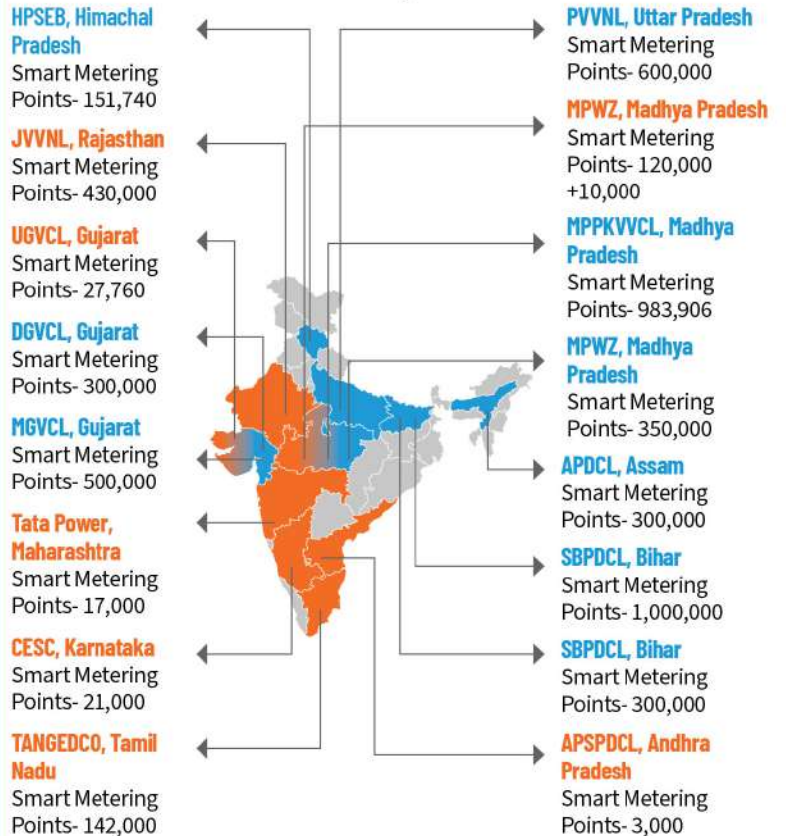 HPSEB, Himachal
Pradesh
Smart Metering
Points- 151,740
JVVNL, Rajasthan
Smart Metering
Points- 430,000
UGVCL, Gujarat
Smart Metering
Points- 27,760
DGVCL, Gujarat
Smart Metering
Points- 300,000
MGVCL, Gujarat
Smart Metering
Points- 500,000
Tata Power,
Maharashtra
Smart Metering
Points- 17,000
CESC, Karnataka
Smart Metering
Points- 21,000
TANGEDCO, Tamil
Nadu
Smart Metering
Points- 142,000
PVVNL, Uttar Pradesh
Smart Metering
Points- 600,000
MPWZ, Madhya Pradesh
Smart Metering
Points- 120,000
+10,000
MPPKVVCL, Madhya
Pradesh
Smart Metering
Points- 983,906
MPWZ, Madhya
Pradesh
Smart Metering
Points- 350,000
APDCL, Assam
Smart Metering
Points- 300,000
SBPDCL, Bihar
Smart Metering
Points- 1,000,000
SBPDCL, Bihar
Smart Metering
Points- 300,000
APSPDCL, Andhra
Pradesh
Smart Metering
Points- 3,000